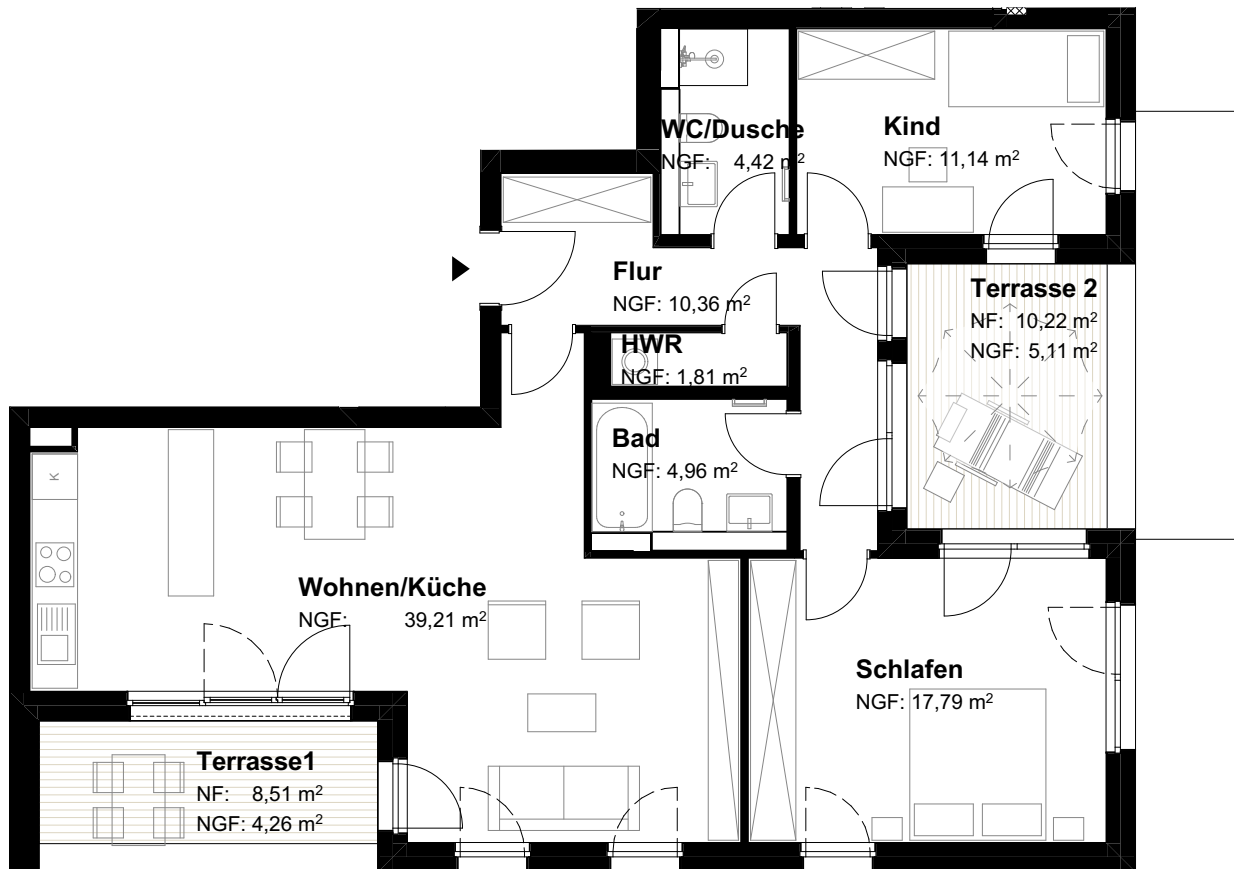 WC/Dusche
NGF: 4,42 m²
Kind
NGF: 11,14 m²
Flur
NGF: 10,36 m²
Terrasse 2
NF: 10,22 m²
NGF: 5,11 m²
HWR
NGF: 1,81 m²
Bad
NGF: 4,96 m²
K
Wohnen/Küche
NGF: 39,21 m²
Schlafen
NGF: 17,79 m²
Terrasse1
NF: 8,51 m²
NGF: 4,26 m²